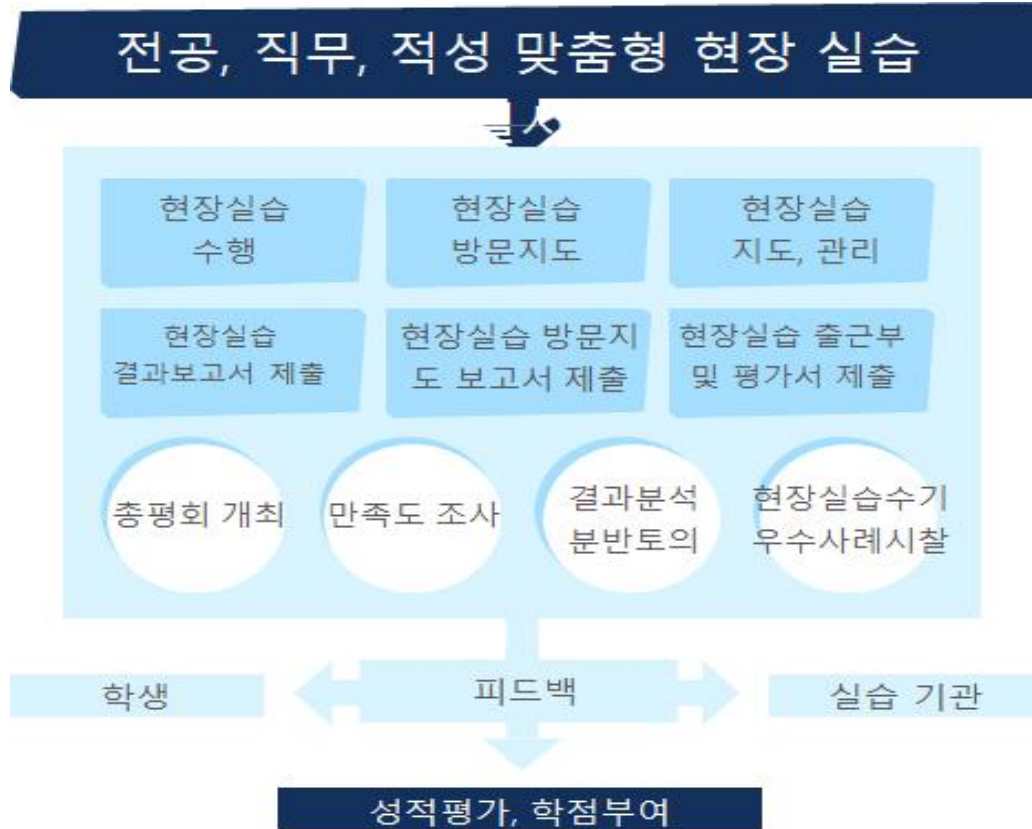 전공, 직무, 적성 맞춤형 현장 실습
현장실습
수행
현장실습
방문지도
현장실습
지도, 관리
현장실습
결과보고서 제출
현장실습 방문지
도 보고서 제출
현장실습 출근부
및 평가서 제출
총평회 개최
만족도 조사
결과분석
분반토의
현장실습수기
우수사례시찰
학생
피드백
실습 기관
성적평가, 학점부여